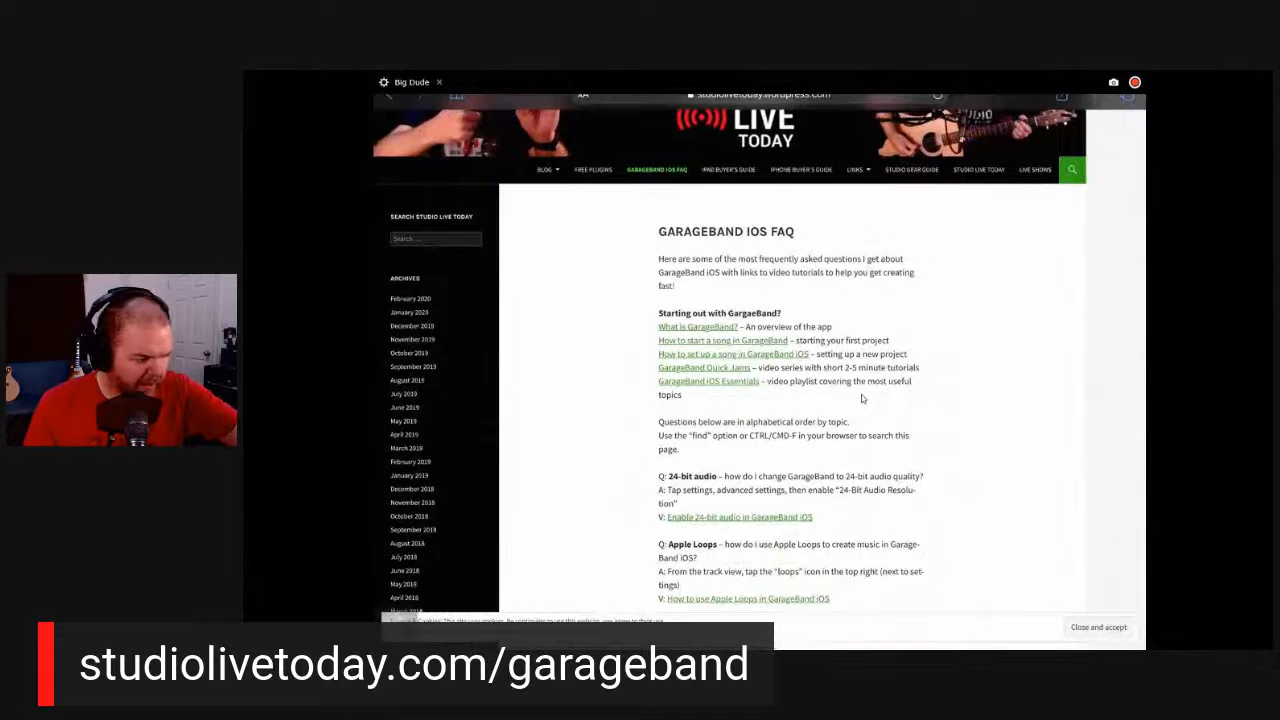 Big Dude ×
AA studiolivetoday.wordpress.com
LIVE
TODAY
STUDIO
BLOG FREE PLUGINS GARAGEBAND IOS FAQ IPAD BUYER'S GUIDE IPHONE BUYER'S GUIDE LINKS STUDIO GEAR GUIDE STUDIO LIVE TODAY LIVE SHOWS
SEARCH STUDIO LIVE TODAY
Search …
ARCHIVES
February 2020
January 2020
December 2019
November 2019
October 2019
September 2019
August 2019
July 2019
June 2019
May 2019
April 2019
March 2019
February 2019
January 2019
December 2018
November 2018
October 2018
September 2018
August 2018
July 2018
June 2018
May 2018
April 2018
March 2018
GARAGEBAND IOS FAQ
Here are some of the most frequently asked questions I get about
GarageBand iOS with links to video tutorials to help you get creating
fast!
Starting out with GargaeBand?
What is GarageBand? – An overview of the app
How to start a song in GarageBand – starting your first project
How to set up a song in GarageBand iOS – setting up a new project
GarageBand Quick Jams – video series with short 2-5 minute tutorials
GarageBand iOS Essentials – video playlist covering the most useful
topics
Questions below are in alphabetical order by topic.
Use the "find" option or CTRL/CMD-F in your browser to search this
page.
Q: 24-bit audio – how do i change GarageBand to 24-bit audio quality?
A: Tap settings, advanced settings, then enable "24-Bit Audio Resolu-
tion"
V: Enable 24-bit audio in GarageBand iOS
Q: Apple Loops – how do i use Apple Loops to create music in Garage-
Band iOS?
A: From the track view, tap the "loops" icon in the top right (next to set-
tings)
V: How to use Apple Loops in GarageBand iOS
Close and accept
studiolivetoday.com/garageband